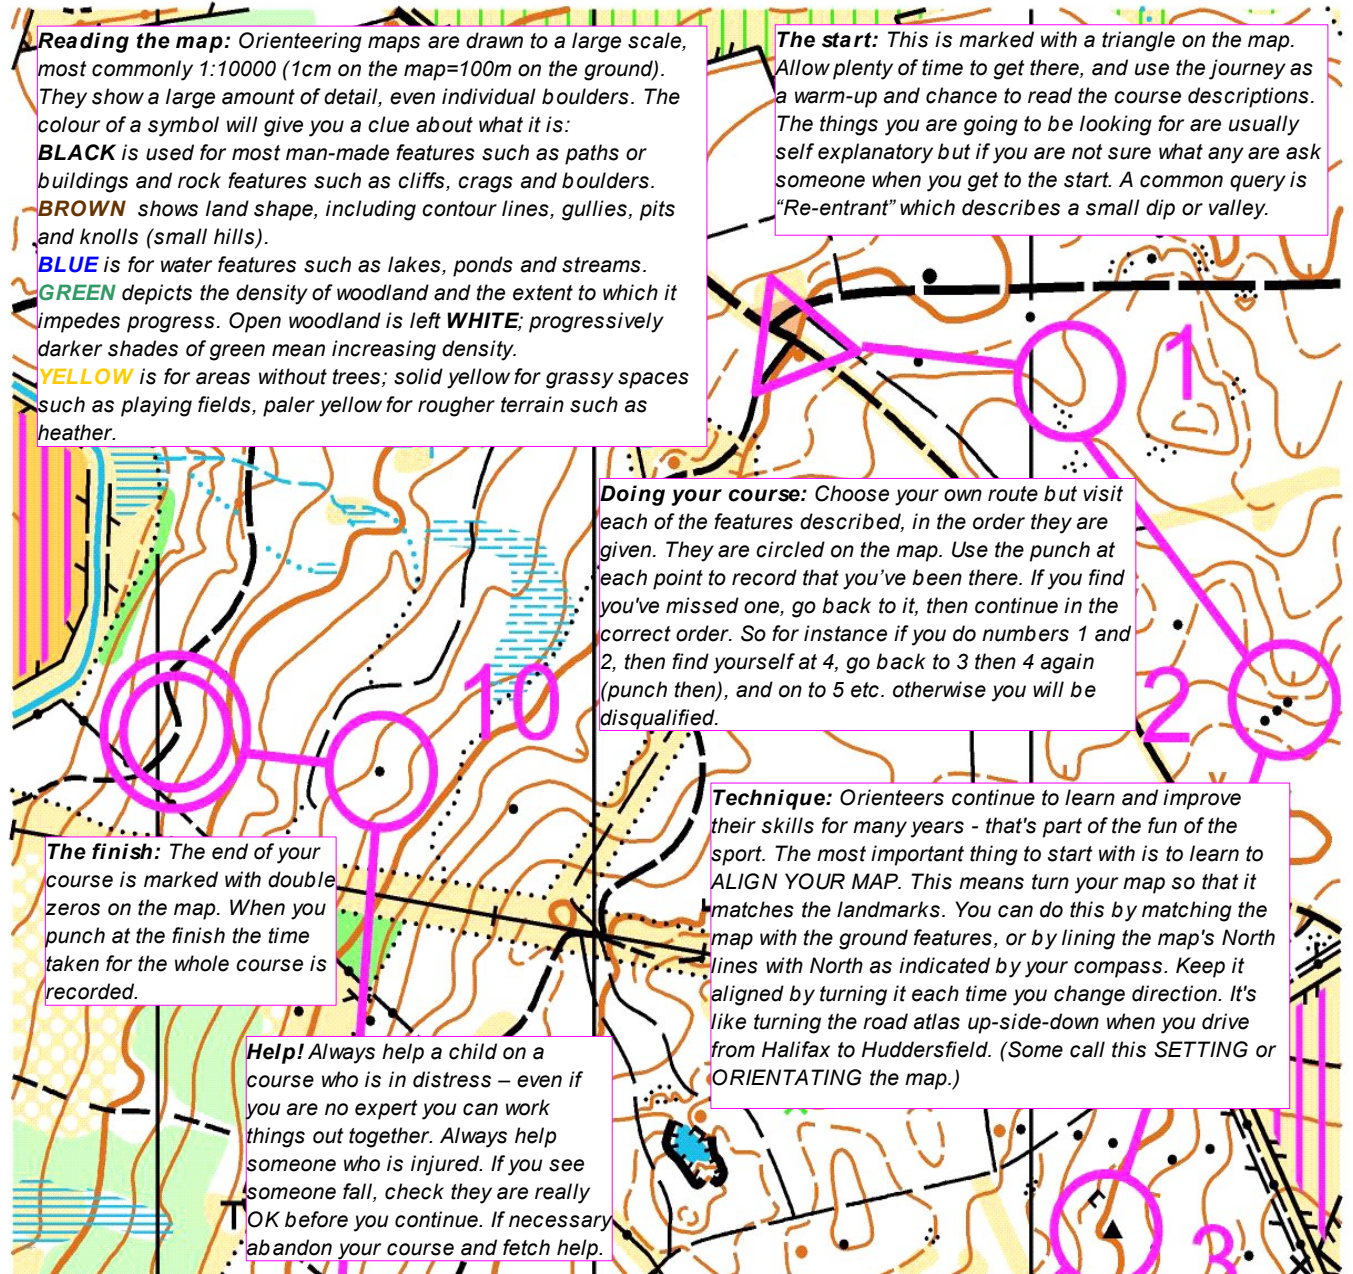 Reading the map: Orienteering maps are drawn to a large scale,
most commonly 1:10000 (1cm on the map=100m on the ground).
They show a large amount of detail, even individual boulders. The
colour of a symbol will give you a clue about what it is:
BLACK is used for most man-made features such as paths or
buildings and rock features such as cliffs, crags and boulders.
BROWN shows land shape, including contour lines, gullies, pits
and knolls (small hills).
BLUE is for water features such as lakes, ponds and streams.
GREEN depicts the density of woodland and the extent to which it
impedes progress. Open woodland is left WHITE; progressively
darker shades of green mean increasing density.
YELLOW is for areas without trees; solid yellow for grassy spaces
such as playing fields, paler yellow for rougher terrain such as
heather.
The start: This is marked with a triangle on the map.
Allow plenty of time to get there, and use the journey as
a warm-up and chance to read the course descriptions.
The things you are going to be looking for are usually
self explanatory but if you are not sure what any are ask
someone when you get to the start. A common query is
“Re-entrant” which describes a small dip or valley.
1
Doing your course: Choose your own route but visit
each of the features described, in the order they are
given. They are circled on the map. Use the punch at
each point to record that you’ve been there. If you find
you've missed one, go back to it, then continue in the
correct order. So for instance if you do numbers 1 and
2, then find yourself at 4, go back to 3 then 4 again
(punch then), and on to 5 etc. otherwise you will be
disqualified.
10
2
Technique: Orienteers continue to learn and improve
their skills for many years - that's part of the fun of the
sport. The most important thing to start with is to learn to
ALIGN YOUR MAP. This means turn your map so that it
matches the landmarks. You can do this by matching the
map with the ground features, or by lining the map's North
lines with North as indicated by your compass. Keep it
aligned by turning it each time you change direction. It's
like turning the road atlas up-side-down when you drive
from Halifax to Huddersfield. (Some call this SETTING or
ORIENTATING the map.)
The finish: The end of your
course is marked with double
zeros on the map. When you
punch at the finish the time
taken for the whole course is
recorded.
Help! Always help a child on a
course who is in distress – even if
you are no expert you can work
things out together. Always help
someone who is injured. If you see
someone fall, check they are really
OK before you continue. If necessary
abandon your course and fetch help.
3